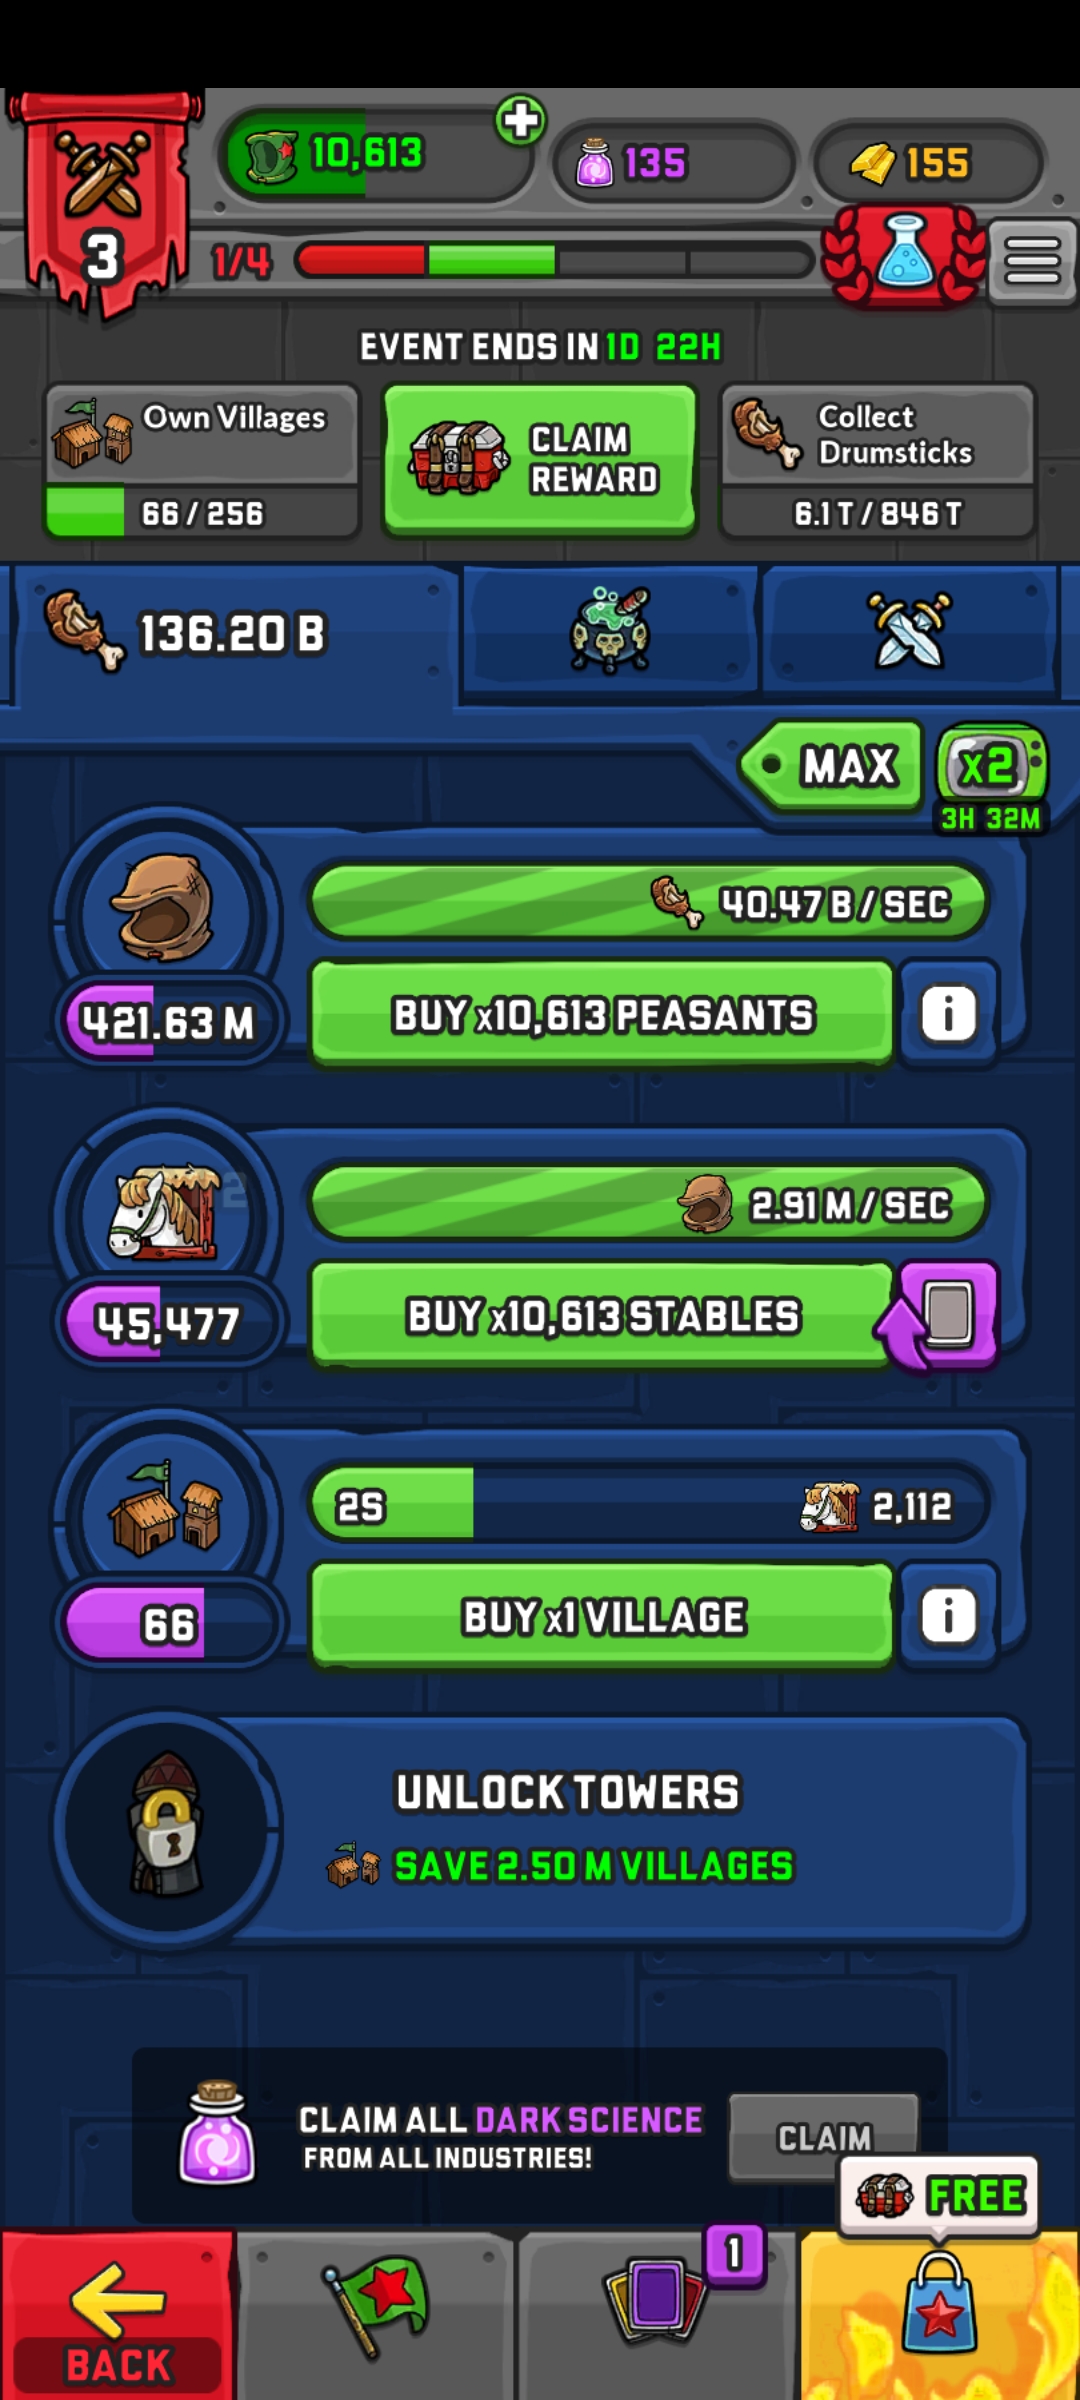 10,613
135
155
3
1/4
EVENT ENDS IN 1D 22H
Own Villages
66 / 256
CLAIM
REWARD
Collect
Drumsticks
6.1 T / 846 T
136.20 B
MAX
x2
3H 32M
40.47 B / SEC
421.63 M
BUY x10,613 PEASANTS
i
2.91 M / SEC
45,477
BUY x10,613 STABLES
2S
2,112
66
BUY x1 VILLAGE
i
UNLOCK TOWERS
SAVE 2.50 M VILLAGES
CLAIM ALL DARK SCIENCE
FROM ALL INDUSTRIES!
CLAIM
FREE
1
BACK